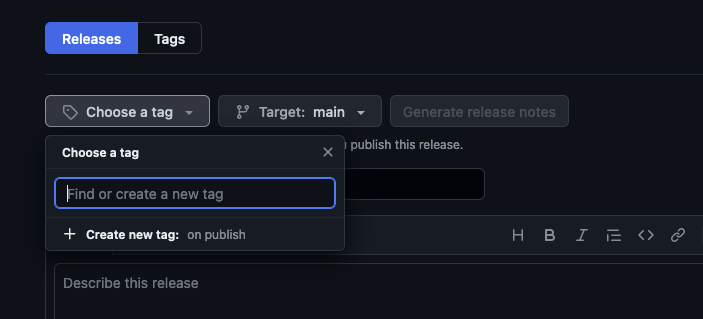 Releases Tags
Choose a tag Target: main Generate release notes
Choose a tag
publish this release.
Find or create a new tag
Create new tag: on publish
H B I
Describe this release